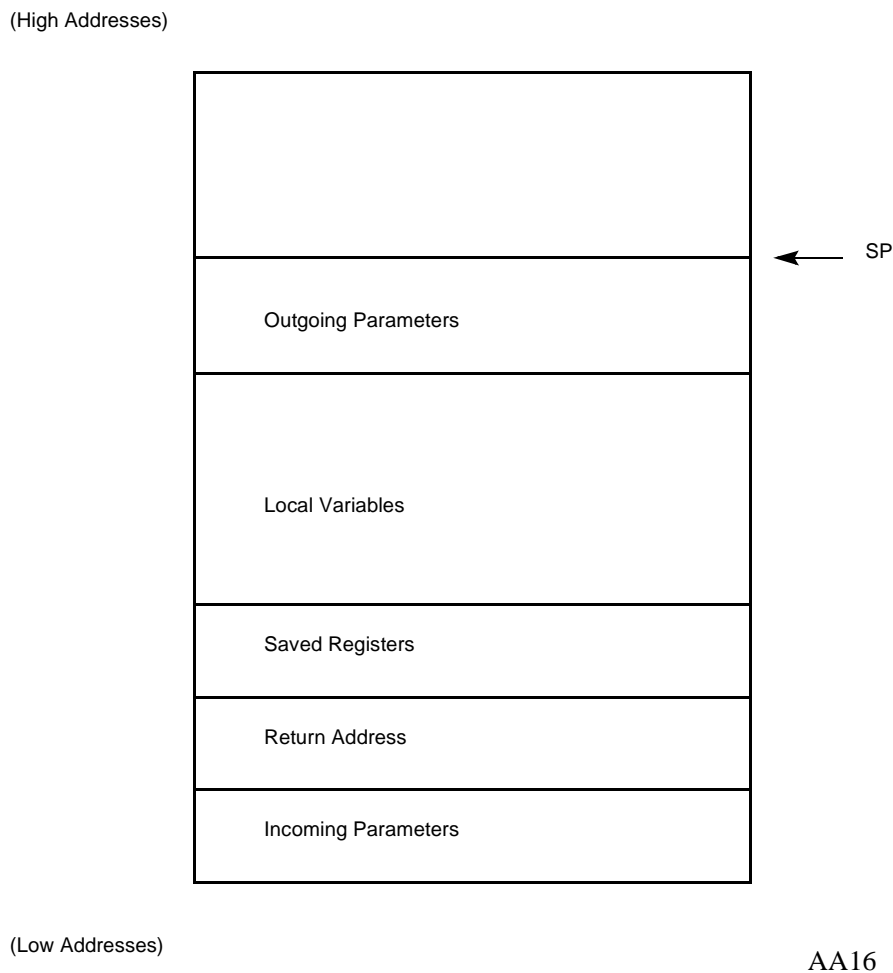 (High Addresses)
SP
Outgoing Parameters
Local Variables
Saved Registers
Return Address
Incoming Parameters
(Low Addresses)
AA16